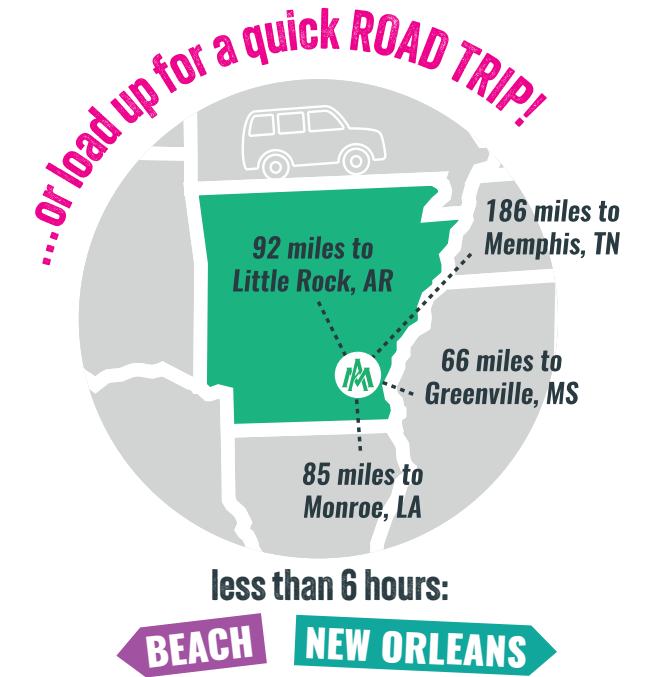 ...or load up for a quick ROAD TRIP!
186 miles to
Memphis, TN
92 miles to
Little Rock, AR
66 miles to
Greenville, MS
85 miles to
Monroe, LA
less than 6 hours:
BEACH
NEW ORLEANS